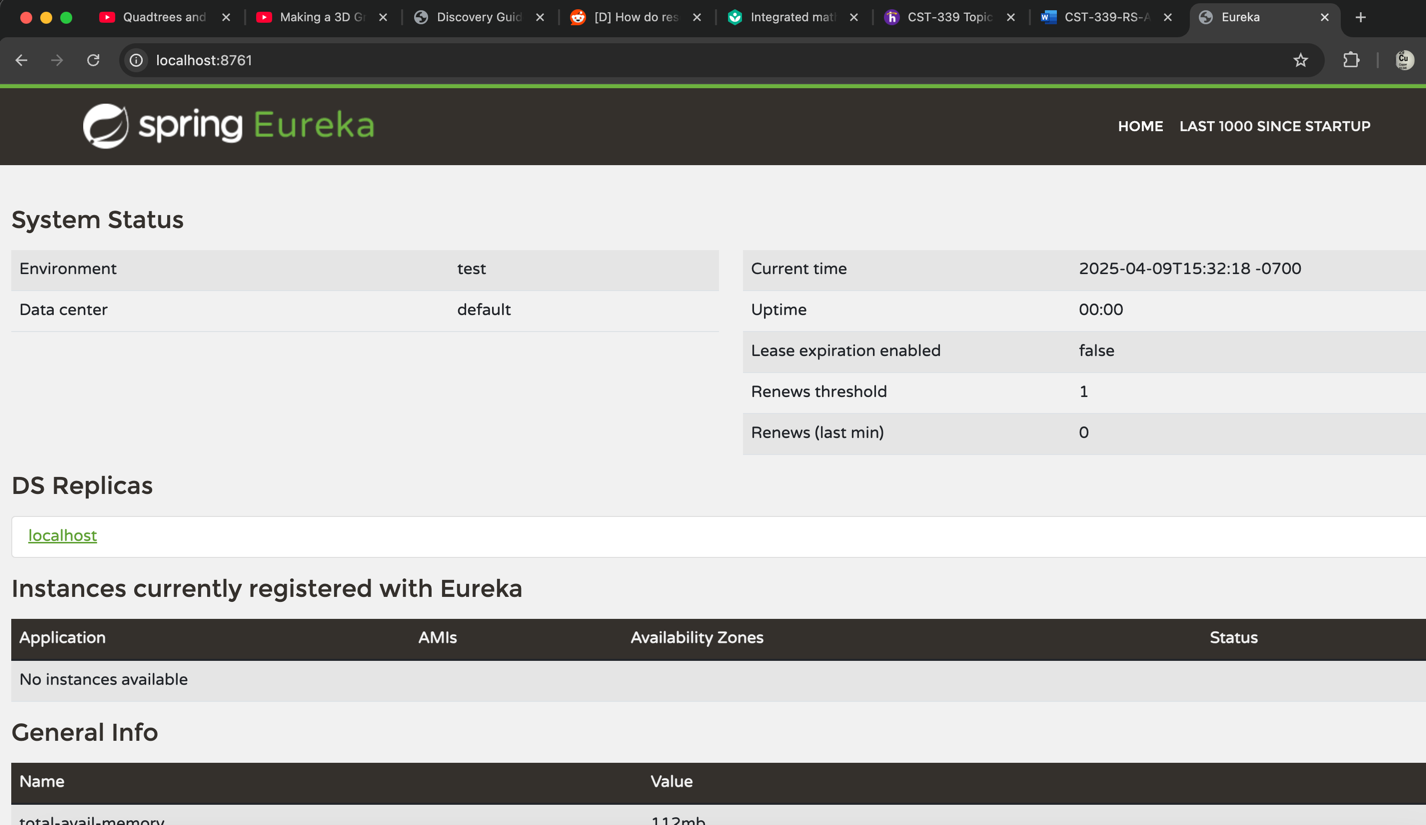 Quadtrees and
Making a 3D Gr
Discovery Guid
[D] How do res
Integrated mat
CST-339 Topic
CST-339-RS-A
Eureka
localhost:8761
Cu
spring Eureka
HOME
LAST 1000 SINCE STARTUP
System Status
Environment test
Data center default
Current time 2025-04-09T15:32:18 -0700
Uptime 00:00
Lease expiration enabled false
Renews threshold 1
Renews (last min) 0
DS Replicas
localhost
Instances currently registered with Eureka
Application AMIs Availability Zones Status
No instances available
General Info
Name Value
total-avail-memory 112mb